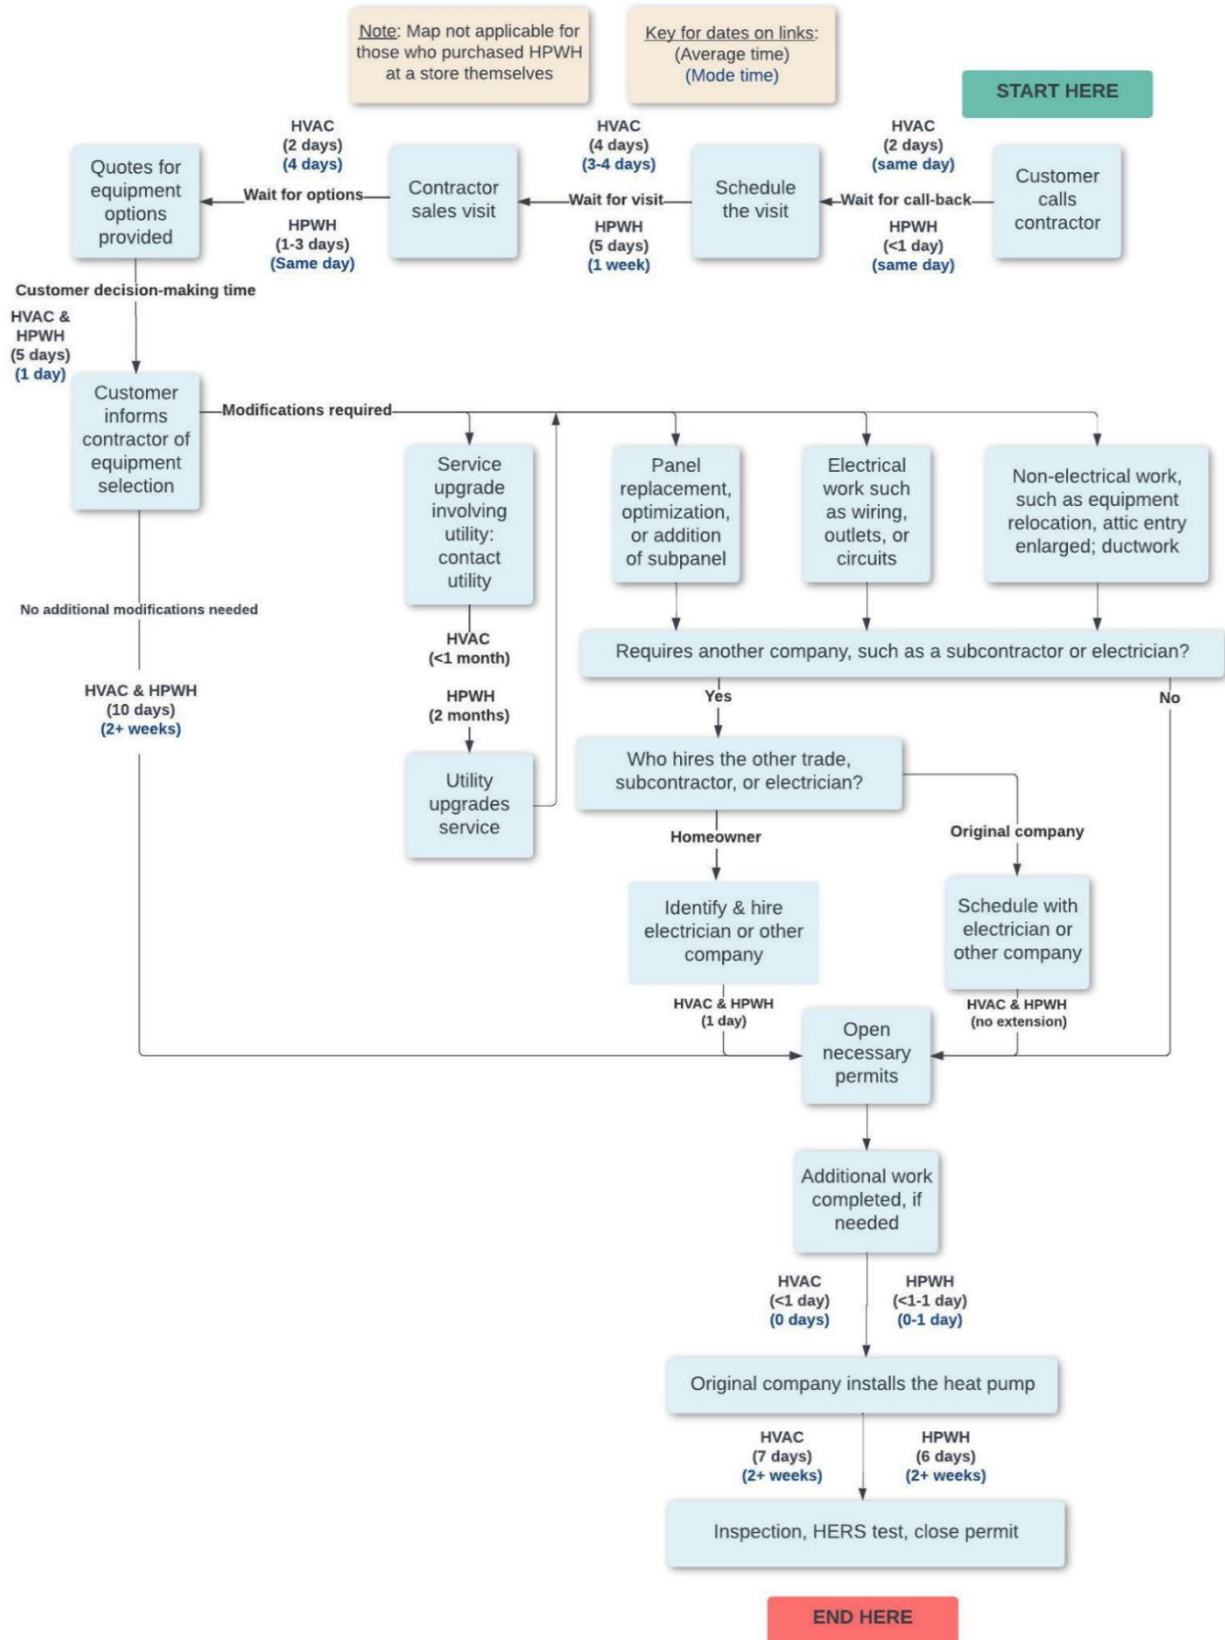 Note: Map not applicable for
those who purchased HPWH
at a store themselves
Key for dates on links:
(Average time)
(Mode time)
START HERE
Customer
calls
contractor
HVAC
(2 days)
(same day)
Wait for call-back
HPWH
(<1 day)
(same day)
Schedule
the visit
HVAC
(4 days)
(3-4 days)
Wait for visit
HPWH
(5 days)
(1 week)
Contractor
sales visit
HVAC
(2 days)
(4 days)
Wait for options
HPWH
(1-3 days)
(Same day)
Quotes for
equipment
options
provided
Customer decision-making time
HVAC &
HPWH
(5 days)
(1 day)
Customer
informs
contractor of
equipment
selection
Modifications required
No additional modifications needed
HVAC & HPWH
(10 days)
(2+ weeks)
Service
upgrade
involving
utility:
contact
utility
HVAC
(<1 month)
HPWH
(2 months)
Utility
upgrades
service
Panel
replacement,
optimization,
or addition
of subpanel
Electrical
work such
as wiring,
outlets, or
circuits
Non-electrical work,
such as equipment
relocation, attic entry
enlarged; ductwork
Requires another company, such as a subcontractor or electrician?
Yes
No
Who hires the other trade,
subcontractor, or electrician?
Homeowner
Original company
Identify & hire
electrician or other
company
Schedule with
electrician or
other company
HVAC & HPWH
(1 day)
HVAC & HPWH
(no extension)
Open
necessary
permits
Additional work
completed, if
needed
HVAC
(<1 day)
(0 days)
HPWH
(<1-1 day)
(0-1 day)
Original company installs the heat pump
HVAC
(7 days)
(2+ weeks)
HPWH
(6 days)
(2+ weeks)
Inspection, HERS test, close permit
END HERE